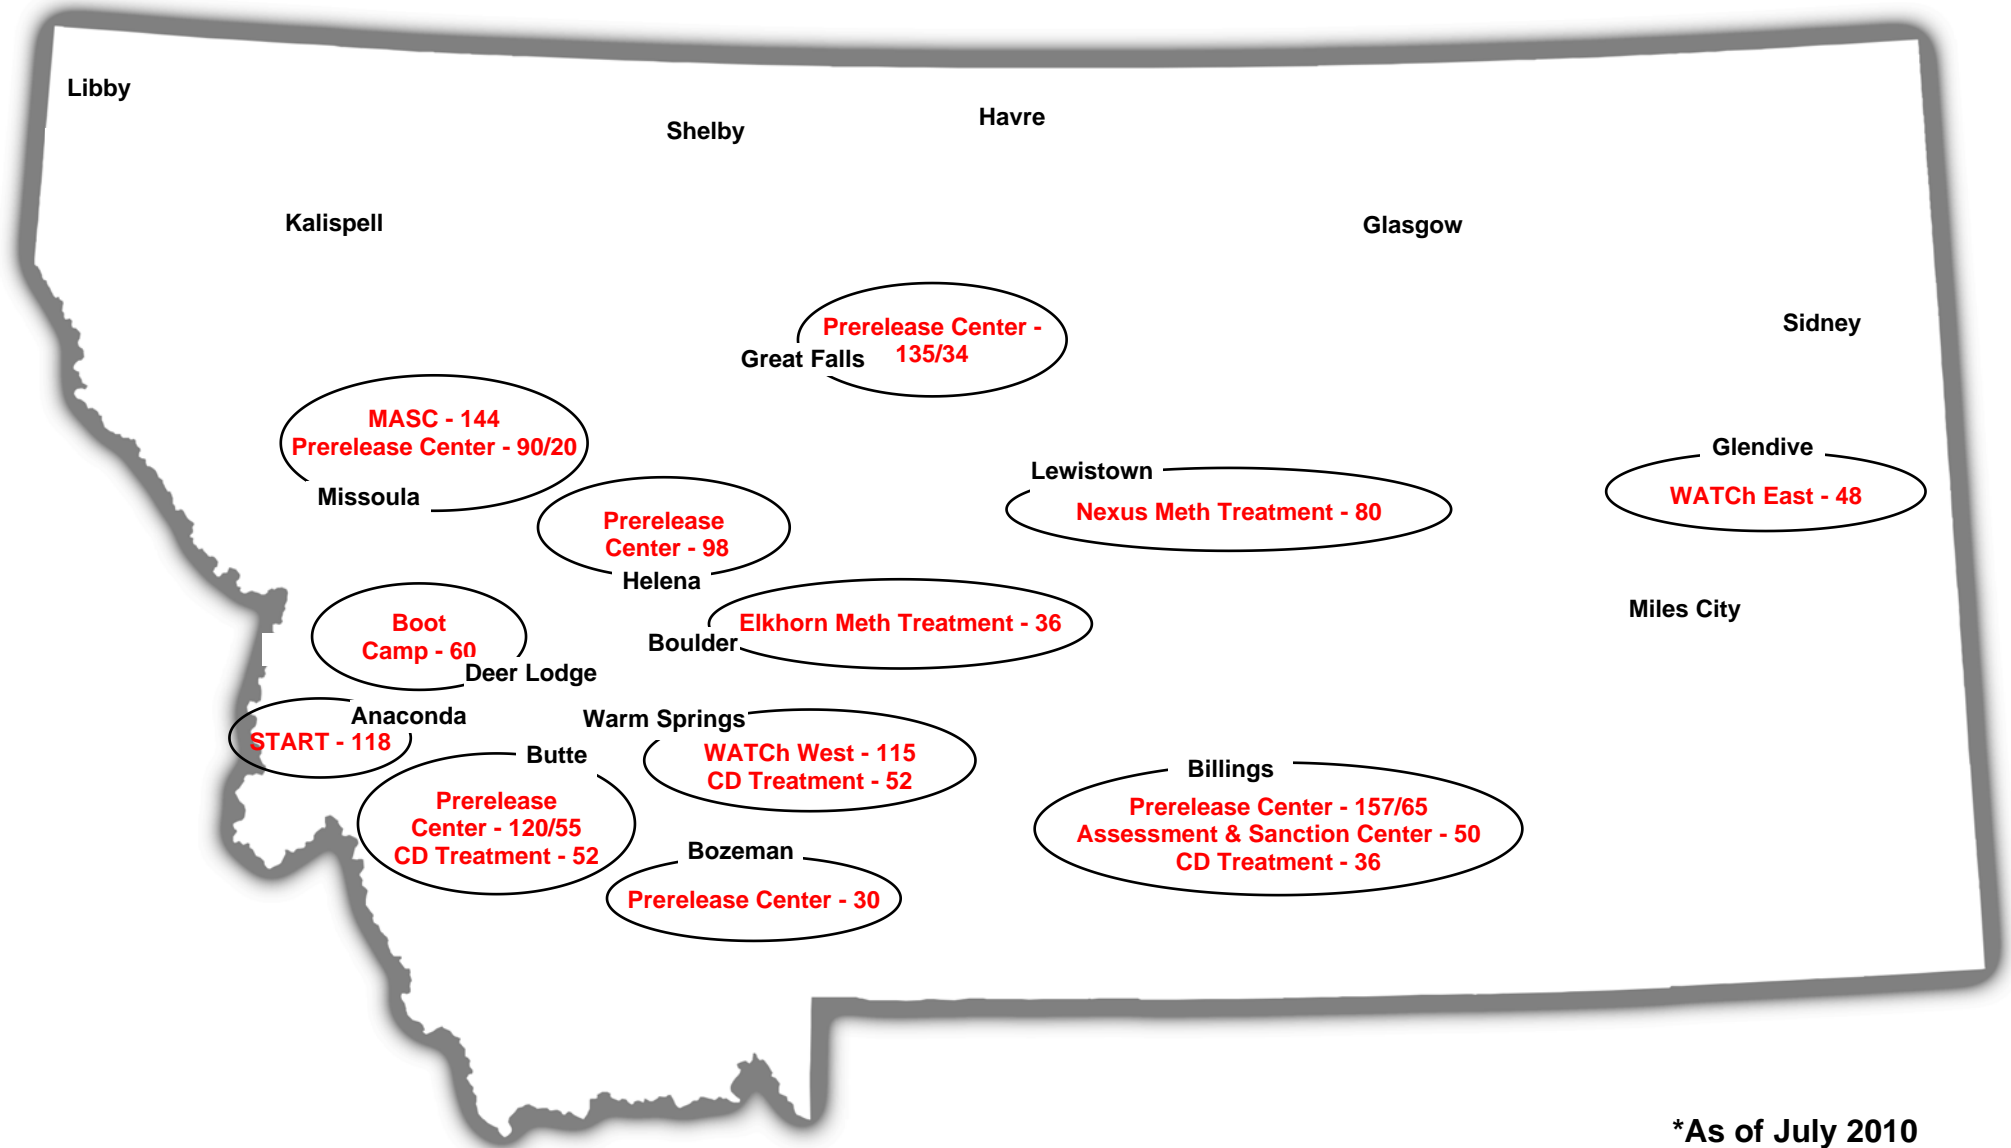 Libby
Shelby
Havre
Kalispell
Glasgow
Sidney
Prerelease Center -
135/34
Great Falls
MASC - 144
Prerelease Center - 90/20
Missoula
Prerelease
Center - 98
Helena
Lewistown
Nexus Meth Treatment - 80
Glendive
WATCh East - 48
Boot
Camp - 60
Deer Lodge
Elkhorn Meth Treatment - 36
Boulder
Miles City
Anaconda
START - 118
Warm Springs
WATCh West - 115
CD Treatment - 52
Butte
Prerelease
Center - 120/55
CD Treatment - 52
Billings
Prerelease Center - 157/65
Assessment & Sanction Center - 50
CD Treatment - 36
Bozeman
Prerelease Center - 30
*As of July 2010